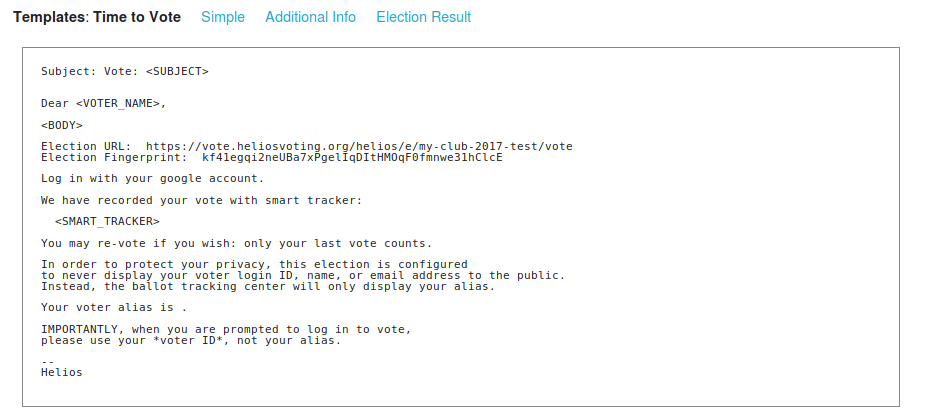 Templates: Time to Vote Simple Additional Info Election Result
Subject: Vote: <SUBJECT>
Dear <VOTER_NAME>,
<BODY>
Election URL:  https://vote.heliosvoting.org/helios/e/my-club-2017-test/vote
Election Fingerprint:  kf41egqi2neUBa7xPgelIqDItHMOqF0fmnwe31hClcE
Log in with your google account.
We have recorded your vote with smart tracker:
<SMART_TRACKER>
You may re-vote if you wish: only your last vote counts.
In order to protect your privacy, this election is configured
to never display your voter login ID, name, or email address to the public.
Instead, the ballot tracking center will only display your alias.
Your voter alias is .
IMPORTANTLY, when you are prompted to log in to vote,
please use your *voter ID*, not your alias.
--
Helios